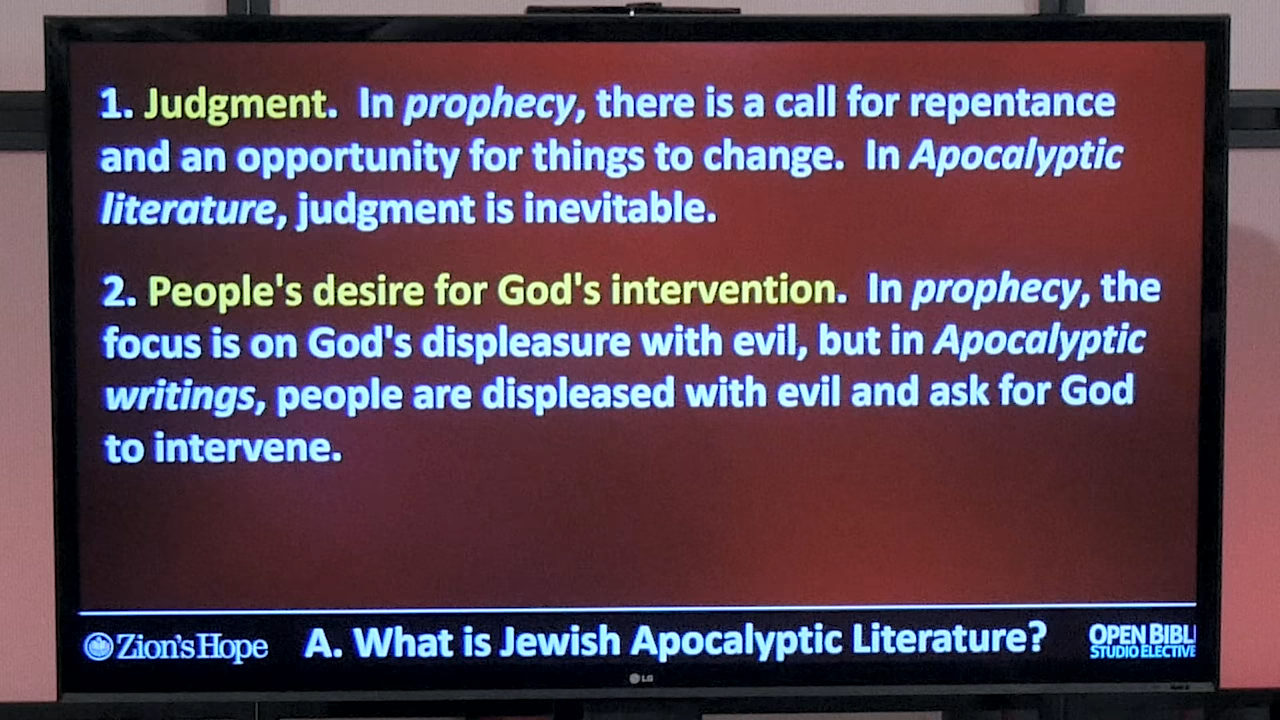 1. Judgment.  In prophecy, there is a call for repentance
and an opportunity for things to change.  In Apocalyptic
literature, judgment is inevitable.
2. People's desire for God's intervention.  In prophecy, the
focus is on God's displeasure with evil, but in Apocalyptic
writings, people are displeased with evil and ask for God
to intervene.
Zion's Hope
A. What is Jewish Apocalyptic Literature?
OPEN BIBL
STUDIO ELECTIVE
LG